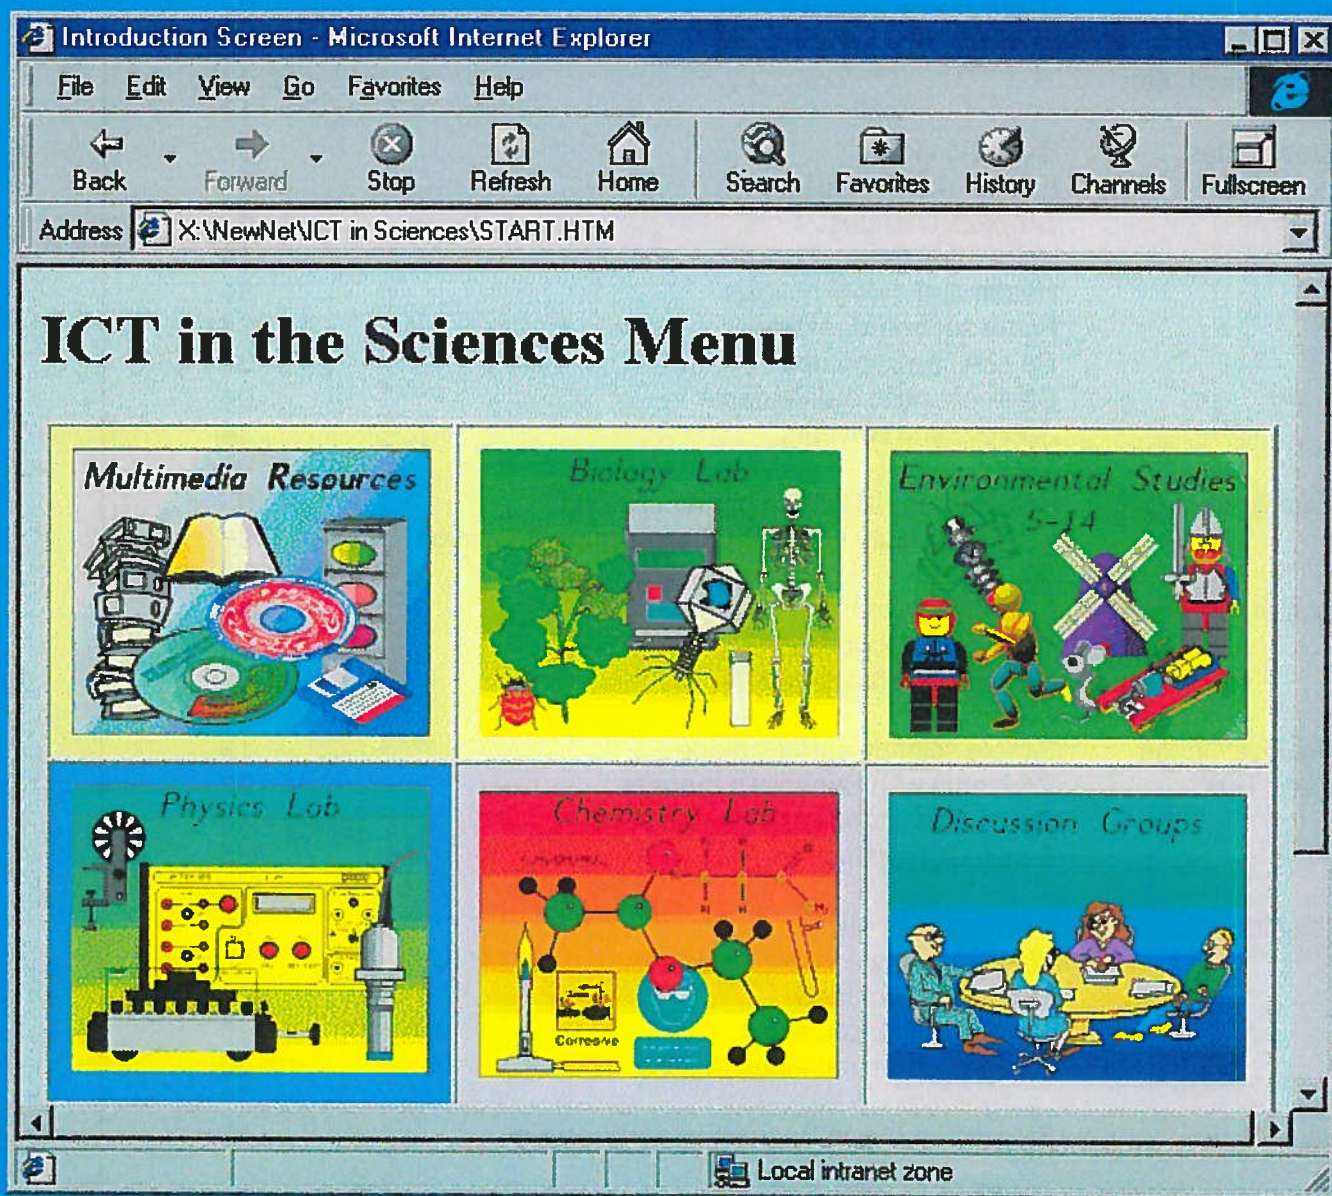 Introduction Screen - Microsoft Internet Explorer
File Edit View Go Favorites Help
Back Forward Stop Refresh Home Search Favorites History Channels Fullscreen
Address X:\NewNet\ICT in Sciences\START.HTM
ICT in the Sciences Menu
Multimedia Resources
Biology Lab
Environmental Studies
5-14
Physics Lab
Chemistry Lab
Discussion Groups
Corrosive
Local intranet zone